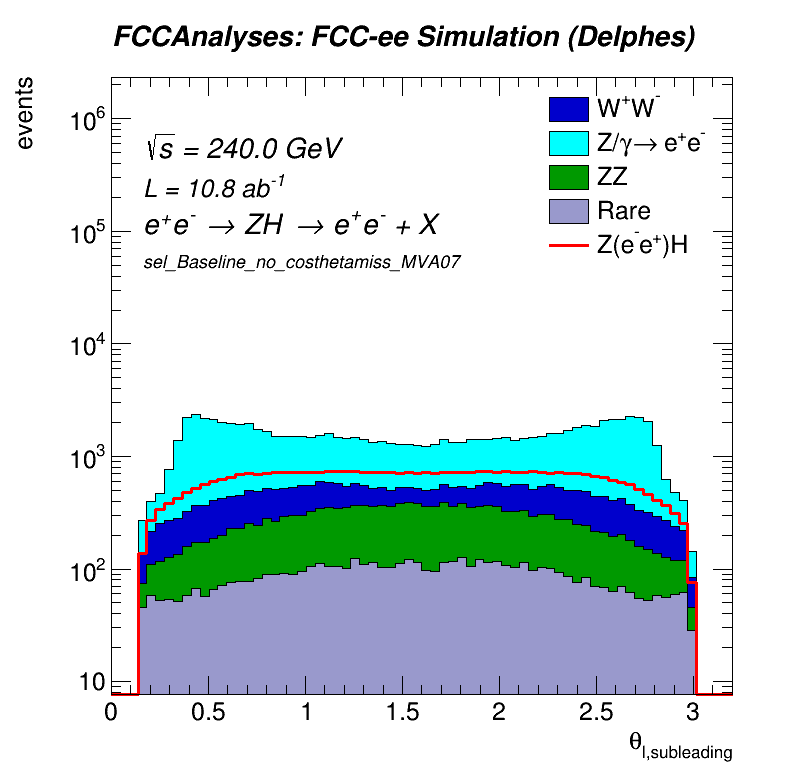 FCCAnalyses: FCC-ee Simulation (Delphes)
events
√s = 240.0 GeV
L = 10.8 ab⁻¹
e⁺e⁻ → ZH → e⁺e⁻ + X
sel_Baseline_no_costhetamiss_MVA07
W⁺W⁻
Z/γ→ e⁺e⁻
ZZ
Rare
Z(e⁻e⁺)H
10⁶
10⁵
10⁴
10³
10²
10
0 0.5 1 1.5 2 2.5 3
θ_l,subleading